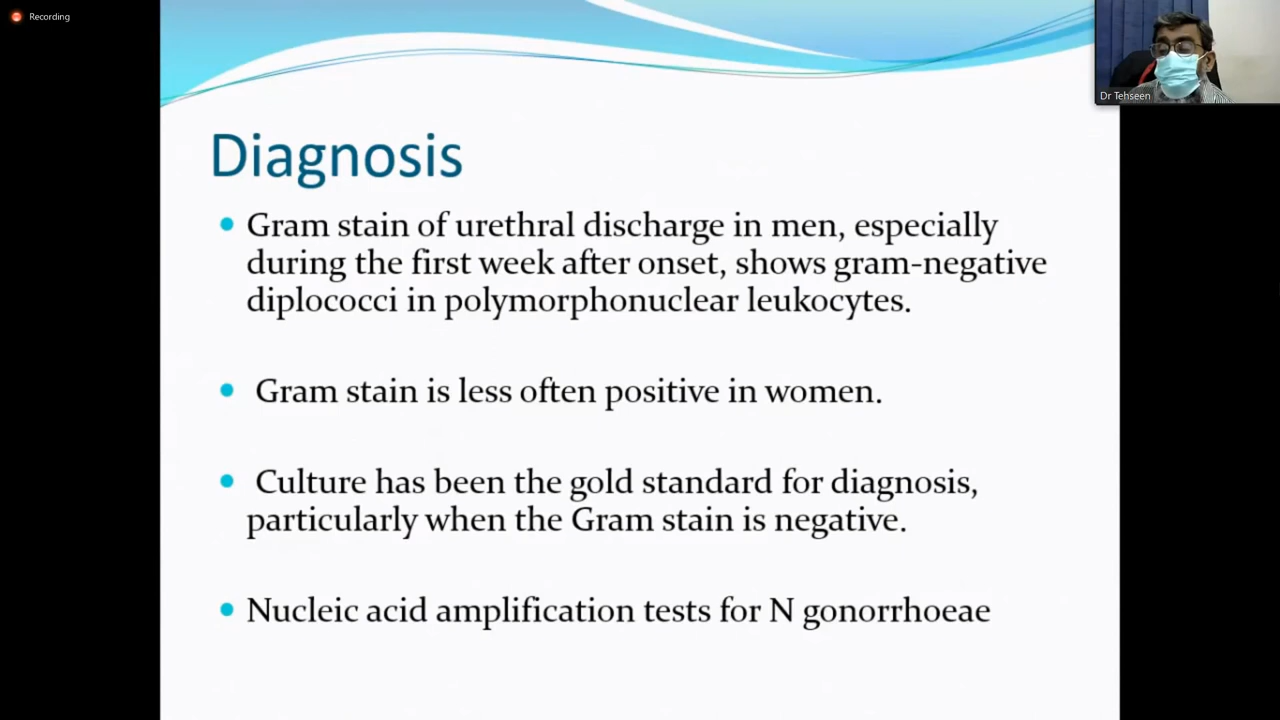 Recording
Dr Tehseen
Diagnosis
Gram stain of urethral discharge in men, especially
during the first week after onset, shows gram-negative
diplococci in polymorphonuclear leukocytes.
Gram stain is less often positive in women.
Culture has been the gold standard for diagnosis,
particularly when the Gram stain is negative.
Nucleic acid amplification tests for N gonorrhoeae